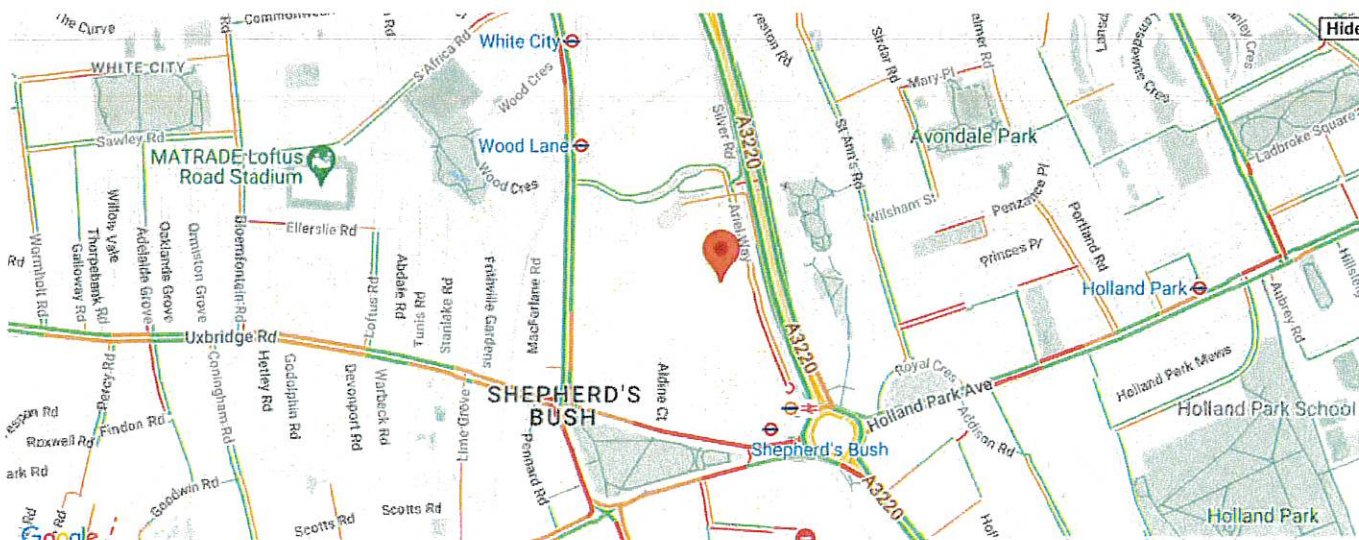 The Curve
Commonwealth
Rd
Rd
S Africa Rd
White City
Wood Cres
WHITE CITY
Sawley Rd
Wood Lane
MATRADE Loftus
Road Stadium
Wood Cres
Silver Rd
A3220
Ariel Way
St Ann's Rd
Sirdar Rd
Mary Pl
Avondale Park
Wilsham St
Penzance Pl
Princes Pl
Portland Rd
Lansdowne Cres
Ladbroke Square
Hide
Holland Park
Aubrey Rd
Ellerslie Rd
Rd
Wormholt Rd
Galloway Rd
Thorpebank Rd
Willow Vale
Adelaide Grove
Oaklands Grove
Ormiston Grove
Bloemfontein Rd
Loftus Rd
Abdale Rd
Tunis Rd
Stanlake Rd
Frithville Gardens
MacFarlane Rd
Uxbridge Rd
A3220
Royal Cres
Holland Park Ave
Holland Park Mews
Holland Park School
Percy Rd
Coningham Rd
Hetley Rd
Godolphin Rd
Devonport Rd
Warbeck Rd
Lime Grove
SHEPHERD'S
BUSH
Aldine Ct
Shepherd's Bush
Addison Rd
Roxwell Rd
Findon Rd
ark Rd
Goodwin Rd
Scotts Rd
Scotts Rd
Pennard Rd
A3220
Holland Park
Rd
Rd
Google